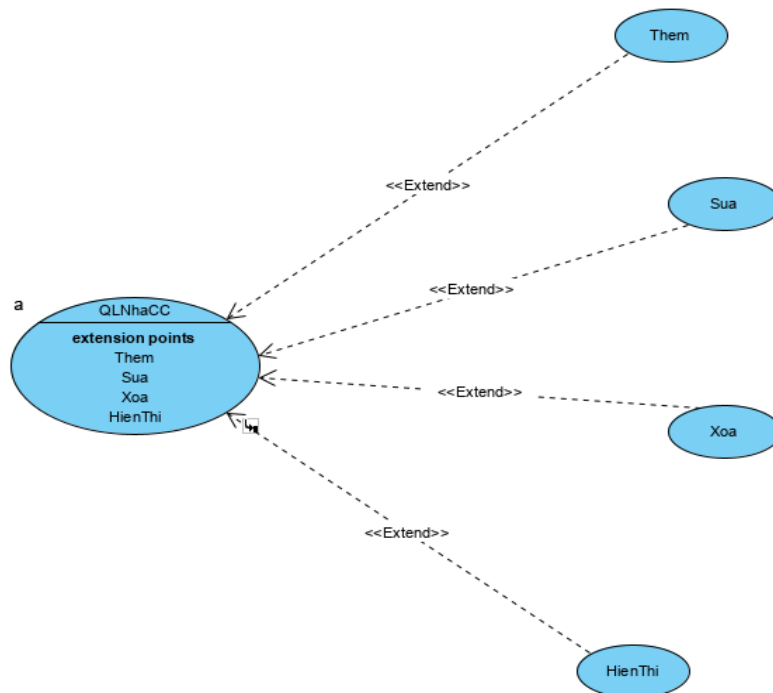 Them
<<Extend>>
Sua
<<Extend>>
a
QLNhaCC
extension points
Them
Sua
Xoa
HienThi
<<Extend>>
Xoa
<<Extend>>
HienThi